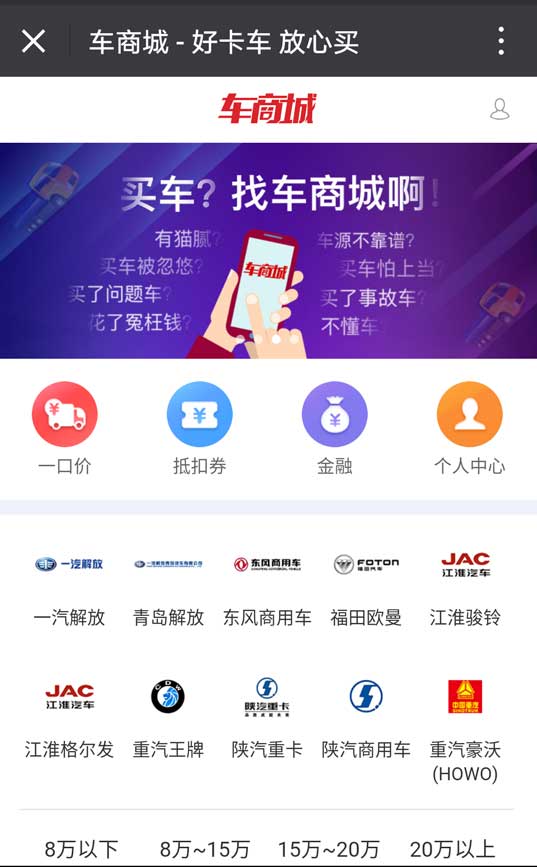 车商城 - 好卡车 放心买
车商城
买车? 找车商城啊!
有猫腻?
车源不靠谱?
买车被忽悠?
买车怕上当?
车商城
买了问题车?
买了事故车?
花了冤枉钱?
不懂车
一口价
抵扣券
金融
个人中心
一汽解放
东风商用车
FOTON
福田汽车
JAC
江淮汽车
一汽解放
青岛解放
东风商用车
福田欧曼
江淮骏铃
JAC
江淮汽车
CDW
陕汽重卡
中国重汽
SINOTRUK
江淮格尔发
重汽王牌
陕汽重卡
陕汽商用车
重汽豪沃
(HOWO)
8万以下
8万~15万
15万~20万
20万以上